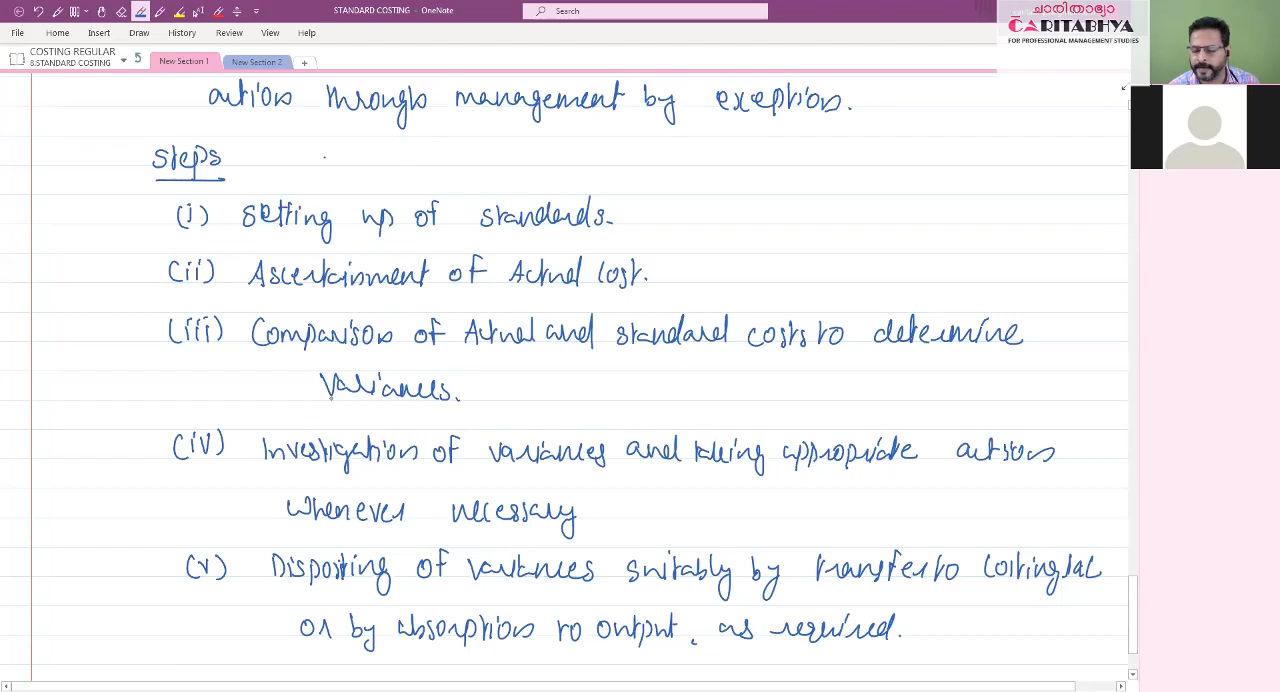 STANDARD COSTING - OneNote
Search
File Home Insert Draw History Review View Help
COSTING REGULAR
8.STANDARD COSTING
New Section 1
New Section 2
ചാരിതാഭ്യാ
CARITABHYA
FOR PROFESSIONAL MANAGEMENT STUDIES
action through management by exception.
Steps
(i) Setting up of standards.
(ii) Ascertainment of Actual cost.
(iii) Comparison of Actual and standard costs to determine
Variances.
(iv) Investigation of variances and taking appropriate action
whenever necessary
(v) Disposing of variances suitably by transfer to Costing
or by absorption to output, as required.